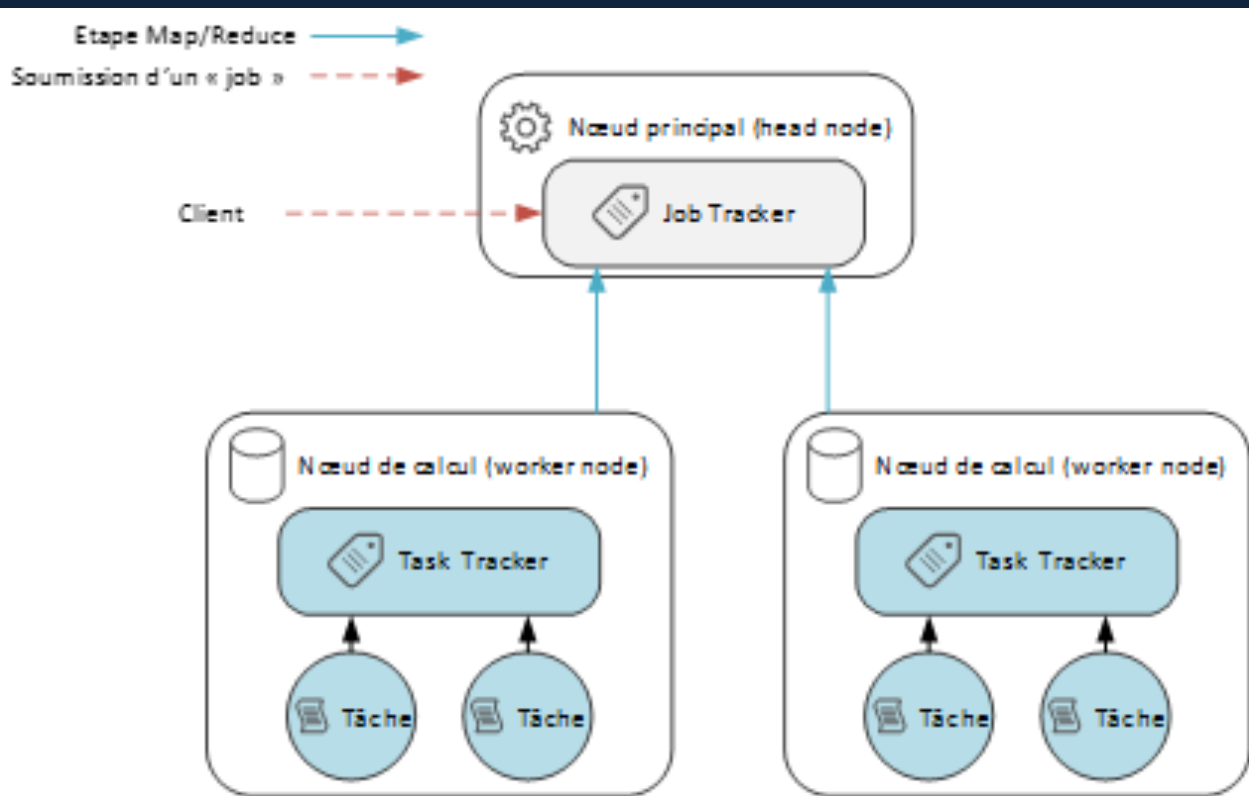 Etape Map/Reduce
Soumission d'un « job »
Nœud principal (head node)
Client
Job Tracker
Nœud de calcul (worker node)
Nœud de calcul (worker node)
Task Tracker
Task Tracker
Tâche
Tâche
Tâche
Tâche